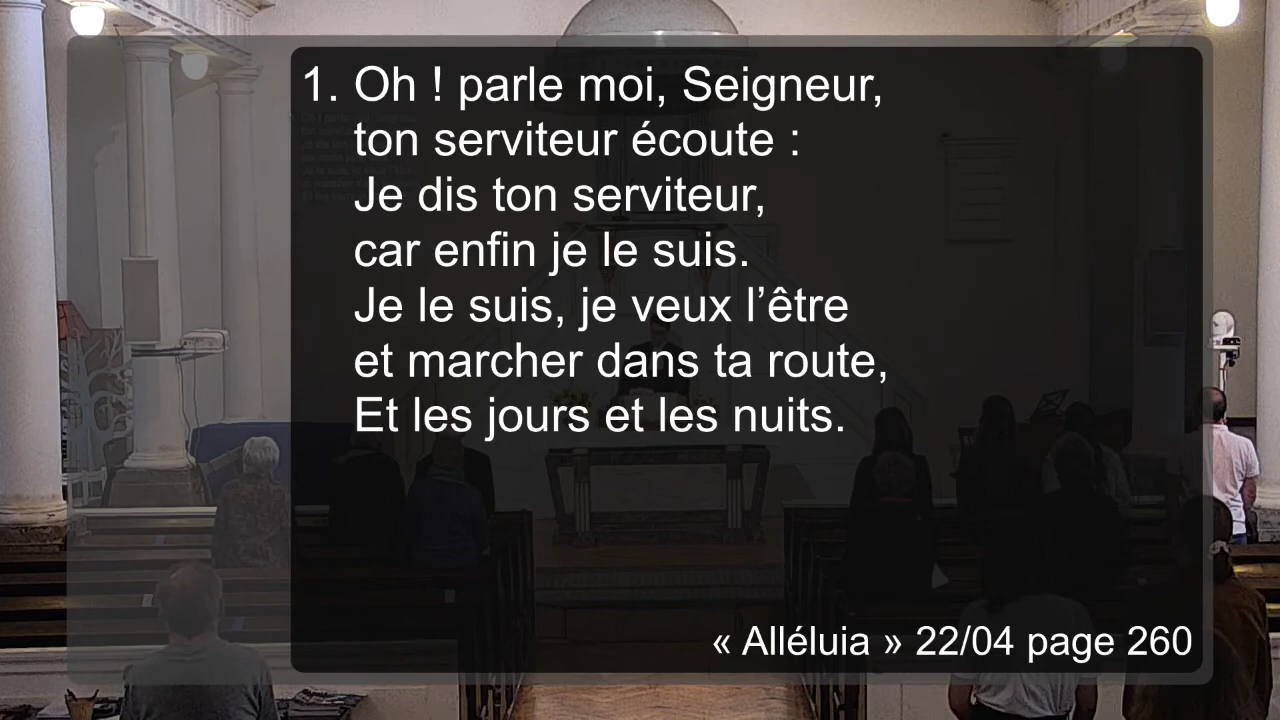 1. Oh ! parle moi, Seigneur,
ton serviteur écoute :
Je dis ton serviteur,
car enfin je le suis.
Je le suis, je veux l’être
et marcher dans ta route,
Et les jours et les nuits.
« Alléluia » 22/04 page 260